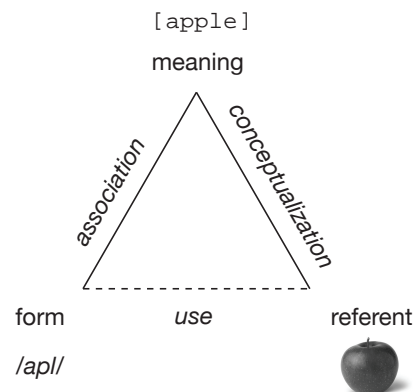 [apple]
meaning
association
conceptualization
form
use
referent
/apl/